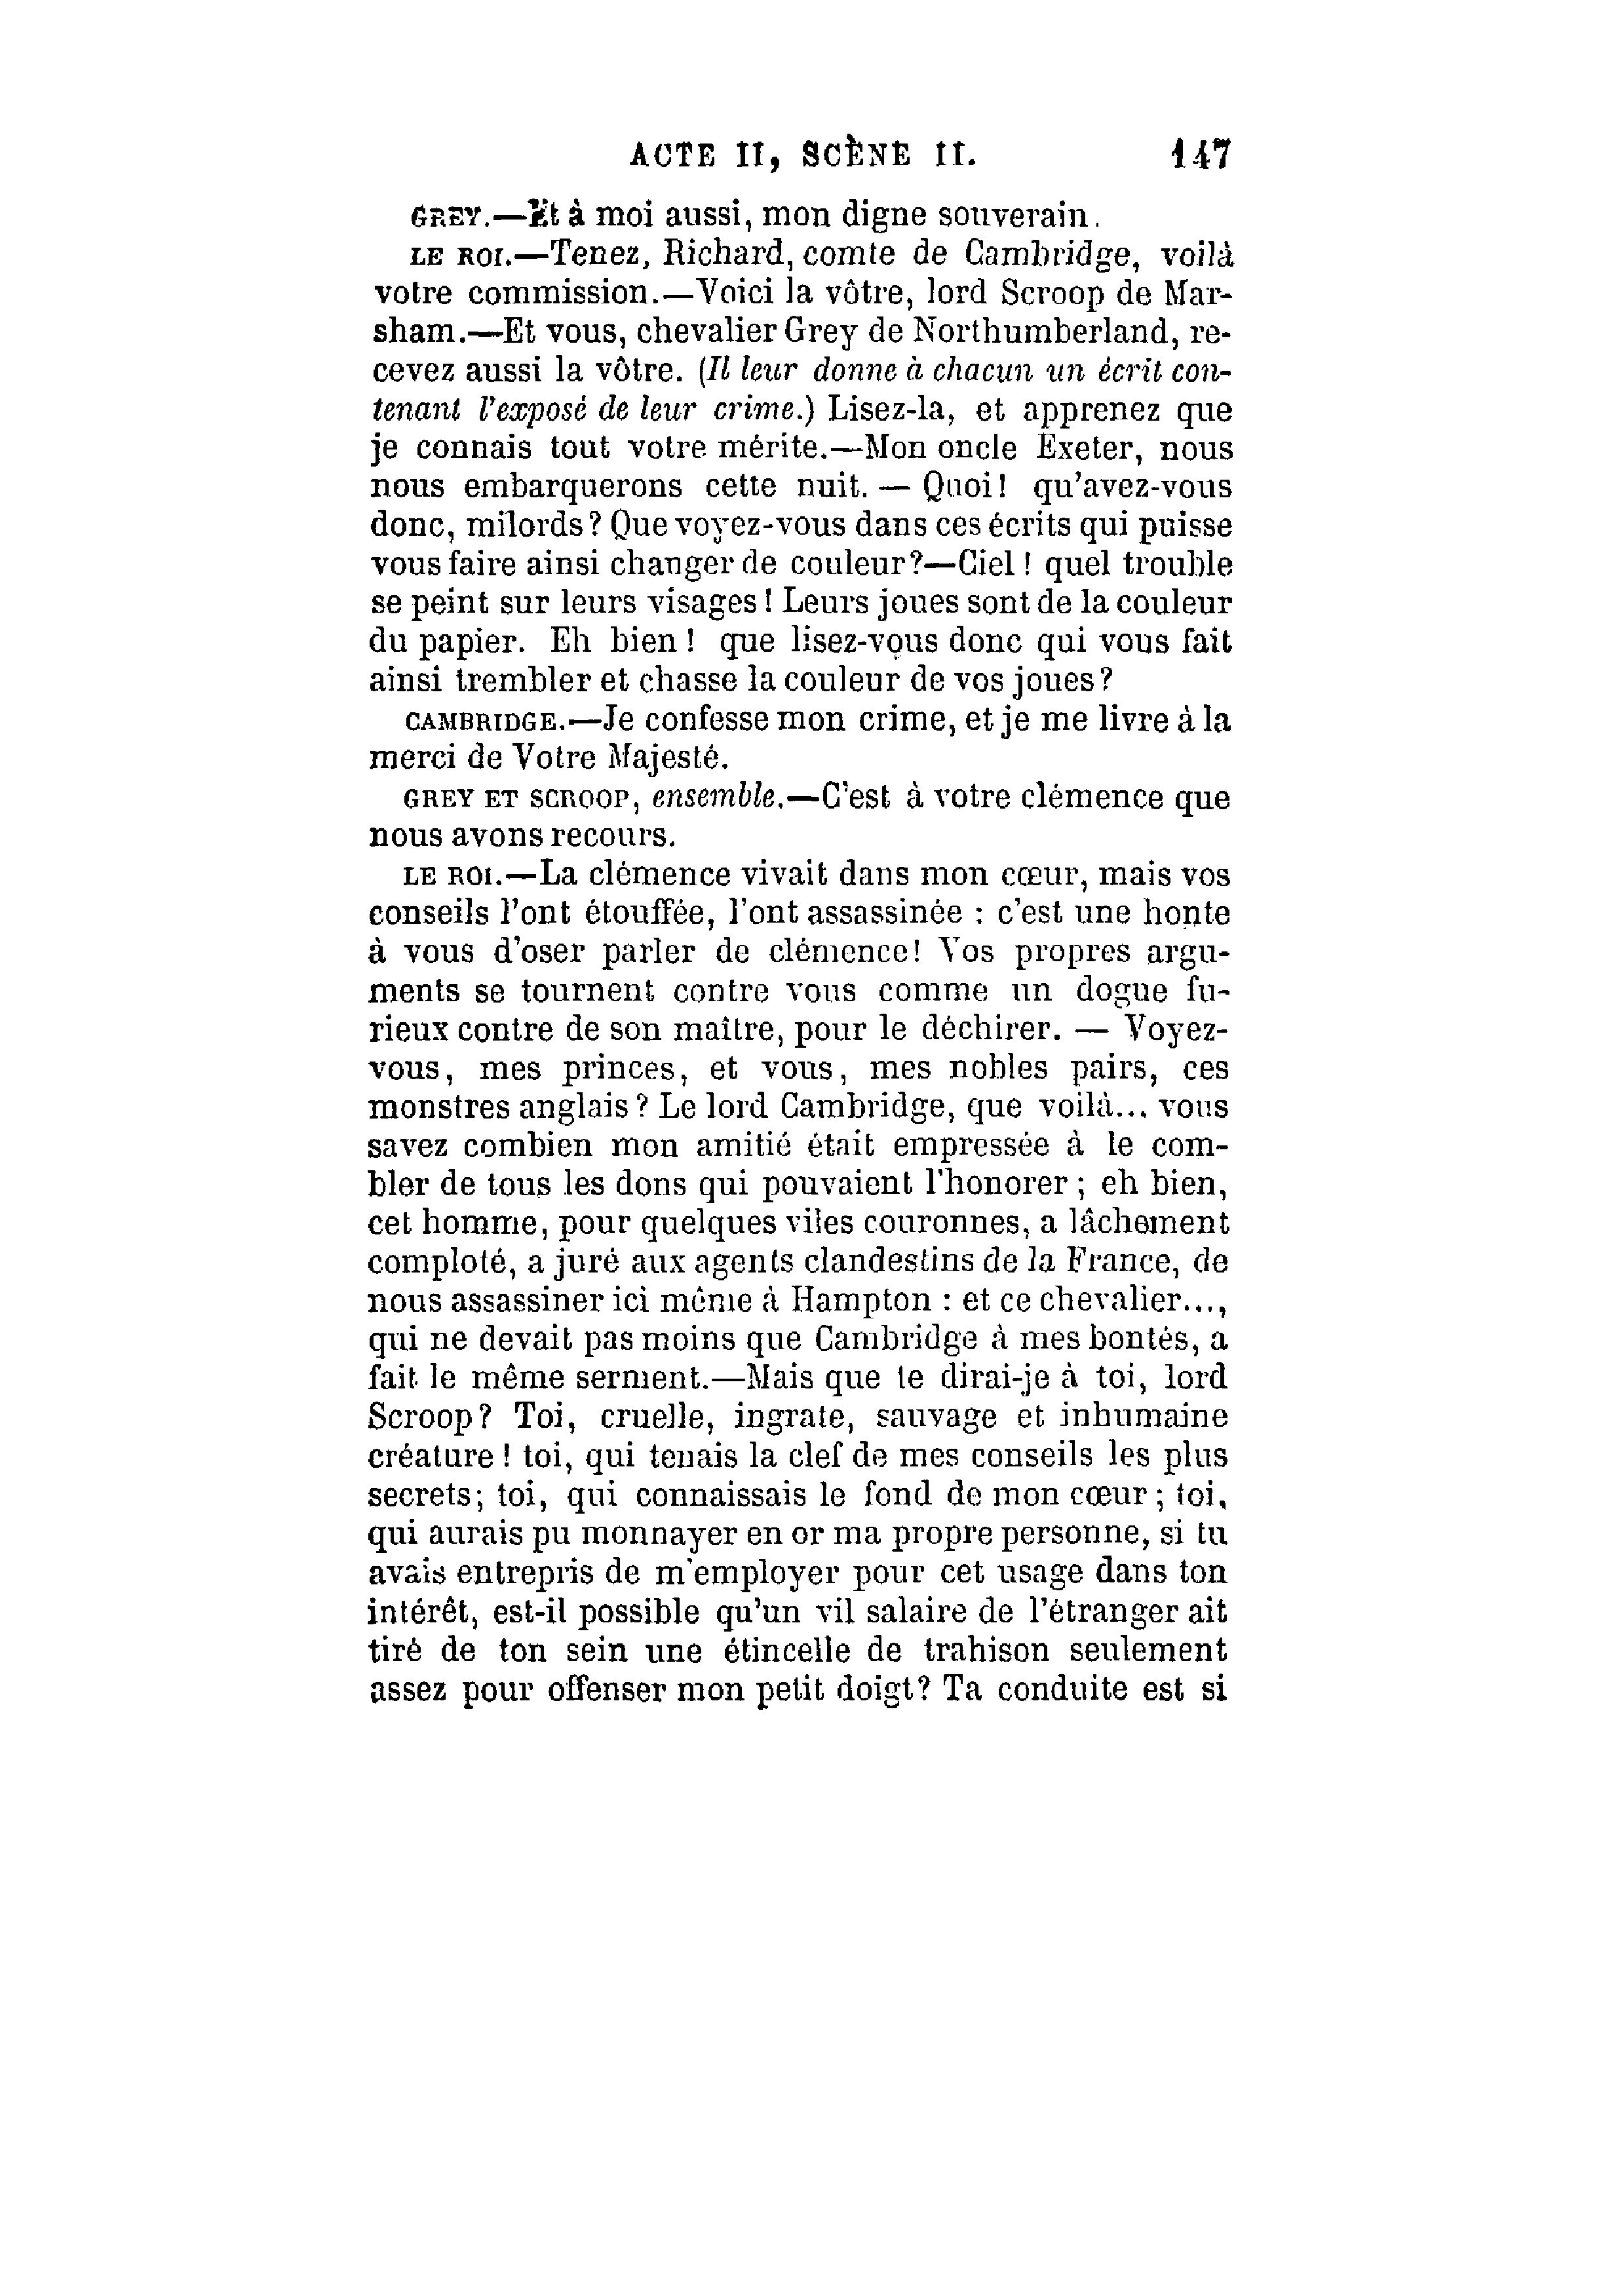 ACTE II, SCÈNE II. 147
GREY.—Et à moi aussi, mon digne souverain.
LE ROI.—Tenez, Richard, comte de Cambridge, voilà
votre commission.—Voici la vôtre, lord Scroop de Mar-
sham.—Et vous, chevalier Grey de Northumberland, re-
cevez aussi la vôtre. (Il leur donne à chacun un écrit con-
tenant l'exposé de leur crime.) Lisez-la, et apprenez que
je connais tout votre mérite.—Mon oncle Exeter, nous
nous embarquerons cette nuit. — Quoi! qu'avez-vous
donc, milords? Que voyez-vous dans ces écrits qui puisse
vous faire ainsi changer de couleur?—Ciel! quel trouble
se peint sur leurs visages! Leurs joues sont de la couleur
du papier. Eh bien! que lisez-vous donc qui vous fait
ainsi trembler et chasse la couleur de vos joues?
CAMBRIDGE.—Je confesse mon crime, et je me livre à la
merci de Votre Majesté.
GREY ET SCROOP, ensemble.—C'est à votre clémence que
nous avons recours.
LE ROI.—La clémence vivait dans mon cœur, mais vos
conseils l'ont étouffée, l'ont assassinée : c'est une honte
à vous d'oser parler de clémence! Vos propres argu-
ments se tournent contre vous comme un dogue fu-
rieux contre de son maître, pour le déchirer. — Voyez-
vous, mes princes, et vous, mes nobles pairs, ces
monstres anglais? Le lord Cambridge, que voilà... vous
savez combien mon amitié était empressée à le com-
bler de tous les dons qui pouvaient l'honorer; eh bien,
cet homme, pour quelques viles couronnes, a lâchement
comploté, a juré aux agents clandestins de la France, de
nous assassiner ici même à Hampton : et ce chevalier...,
qui ne devait pas moins que Cambridge à mes bontés, a
fait le même serment.—Mais que te dirai-je à toi, lord
Scroop? Toi, cruelle, ingrate, sauvage et inhumaine
créature! toi, qui tenais la clef de mes conseils les plus
secrets; toi, qui connaissais le fond de mon cœur; toi,
qui aurais pu monnayer en or ma propre personne, si tu
avais entrepris de m'employer pour cet usage dans ton
intérêt, est-il possible qu'un vil salaire de l'étranger ait
tiré de ton sein une étincelle de trahison seulement
assez pour offenser mon petit doigt? Ta conduite est si